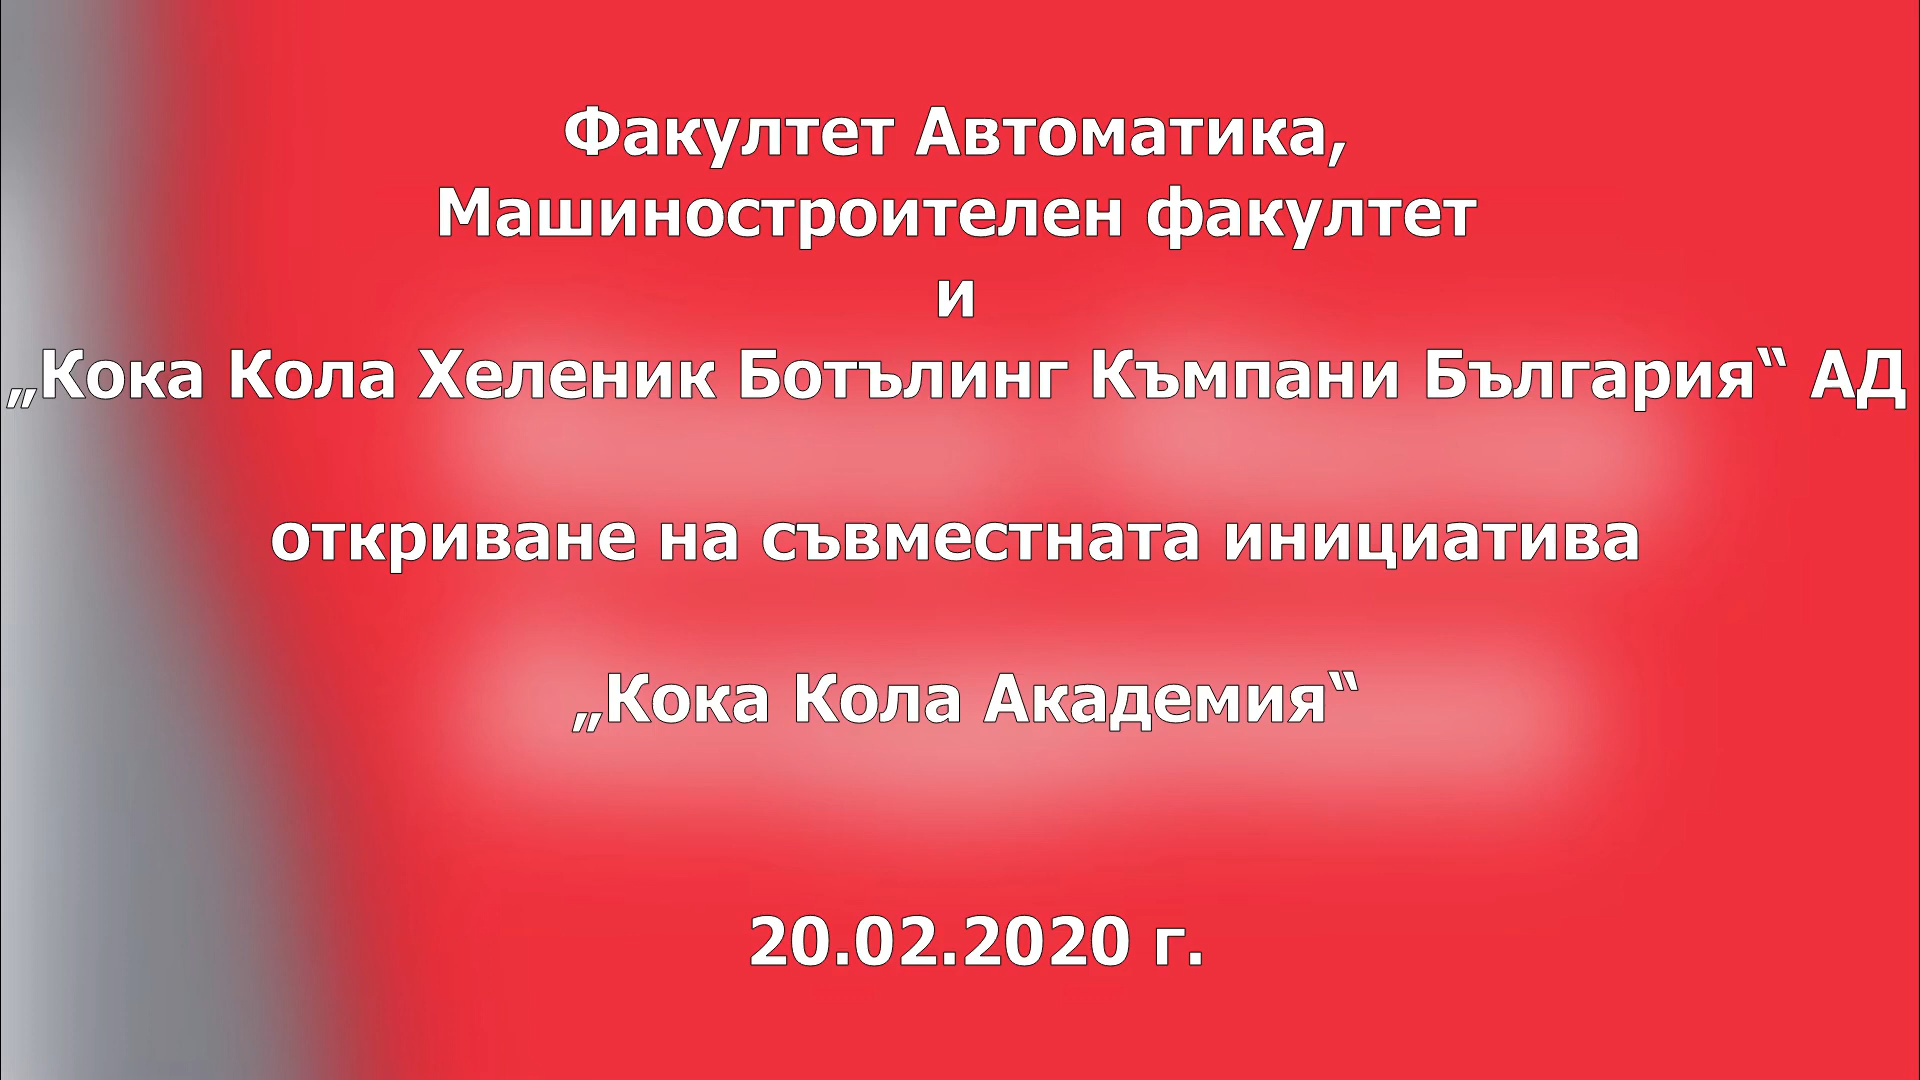 Факултет Автоматика,
Машиностроителен факултет
и
„Кока Кола Хеленик Ботълинг Къмпани България“ АД
откриване на съвместната инициатива
„Кока Кола Академия“
20.02.2020 г.